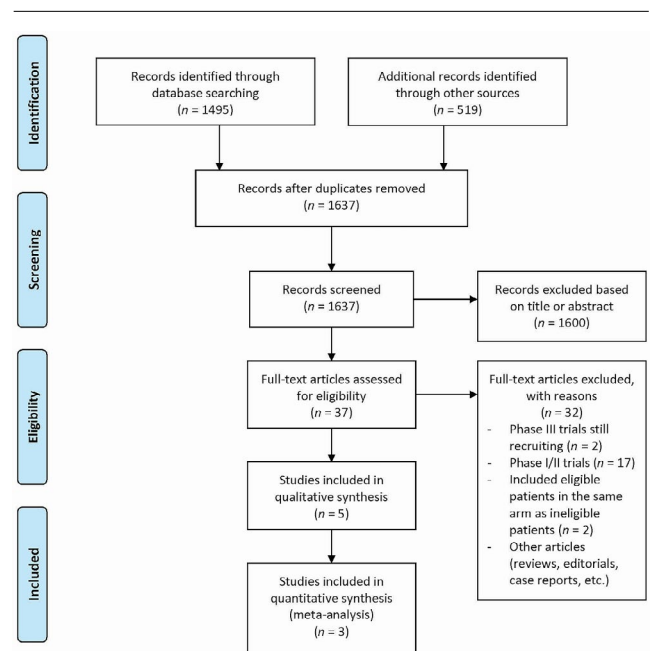 Identification
Records identified through
database searching
(n = 1495)
Additional records identified
through other sources
(n = 519)
Records after duplicates removed
(n = 1637)
Screening
Records screened
(n = 1637)
Records excluded based
on title or abstract
(n = 1600)
Eligibility
Full-text articles assessed
for eligibility
(n = 37)
Full-text articles excluded,
with reasons
(n = 32)
- Phase III trials still
recruiting (n = 2)
- Phase I/II trials (n = 17)
- Included eligible
patients in the same
arm as ineligible
patients (n = 2)
- Other articles
(reviews, editorials,
case reports, etc.)
Studies included in
qualitative synthesis
(n = 5)
Included
Studies included in
quantitative synthesis
(meta-analysis)
(n = 3)